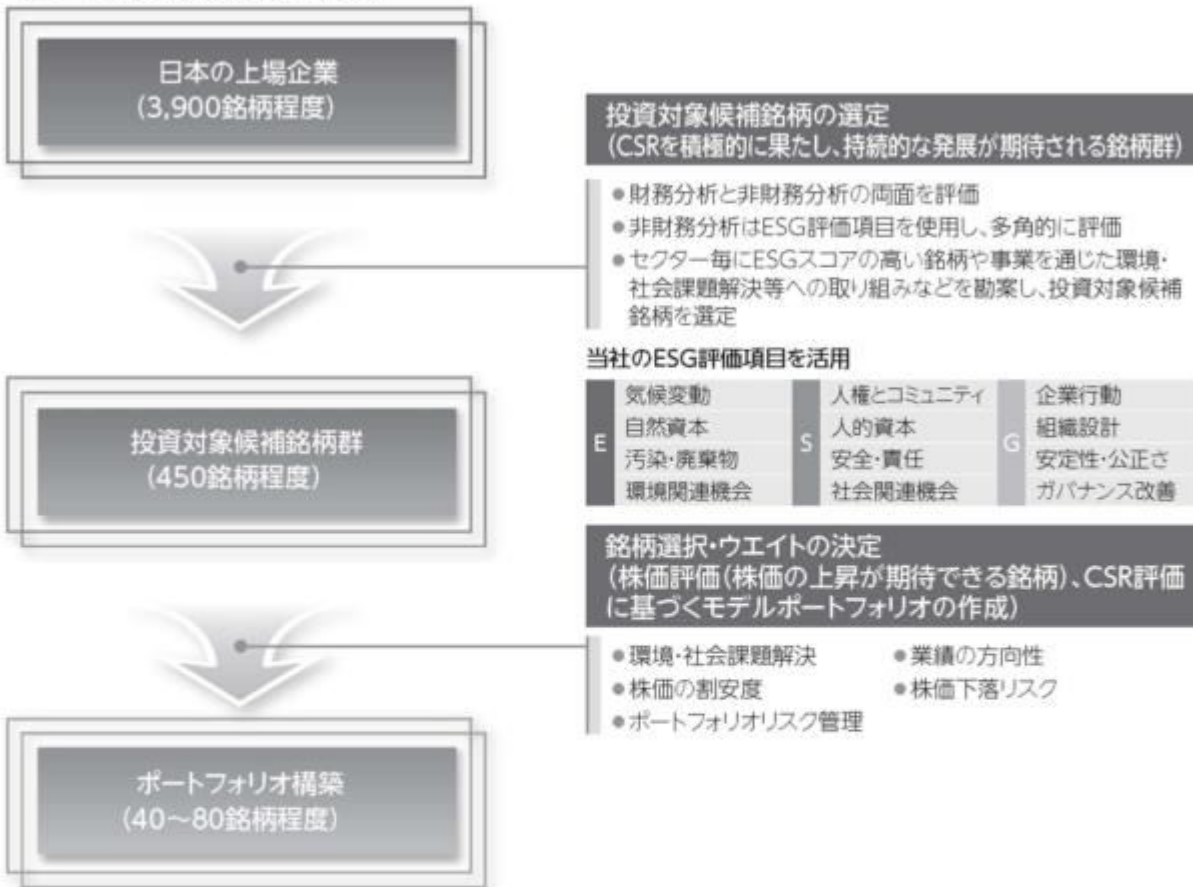 日本の上場企業
(3,900銘柄程度)
投資対象候補銘柄の選定
(CSRを積極的に果たし、持続的な発展が期待される銘柄群)
●財務分析と非財務分析の両面を評価
●非財務分析はESG評価項目を使用し、多角的に評価
●セクター毎にESGスコアの高い銘柄や事業を通じた環境・
社会課題解決等への取り組みなどを勘案し、投資対象候補
銘柄を選定
当社のESG評価項目を活用
E
気候変動
自然資本
汚染・廃棄物
環境関連機会
S
人権とコミュニティ
人的資本
安全・責任
社会関連機会
G
企業行動
組織設計
安定性・公正さ
ガバナンス改善
投資対象候補銘柄群
(450銘柄程度)
銘柄選択・ウエイトの決定
(株価評価(株価の上昇が期待できる銘柄)、CSR評価
に基づくモデルポートフォリオの作成)
●環境・社会課題解決
●業績の方向性
●株価の割安度
●株価下落リスク
●ポートフォリオリスク管理
ポートフォリオ構築
(40～80銘柄程度)